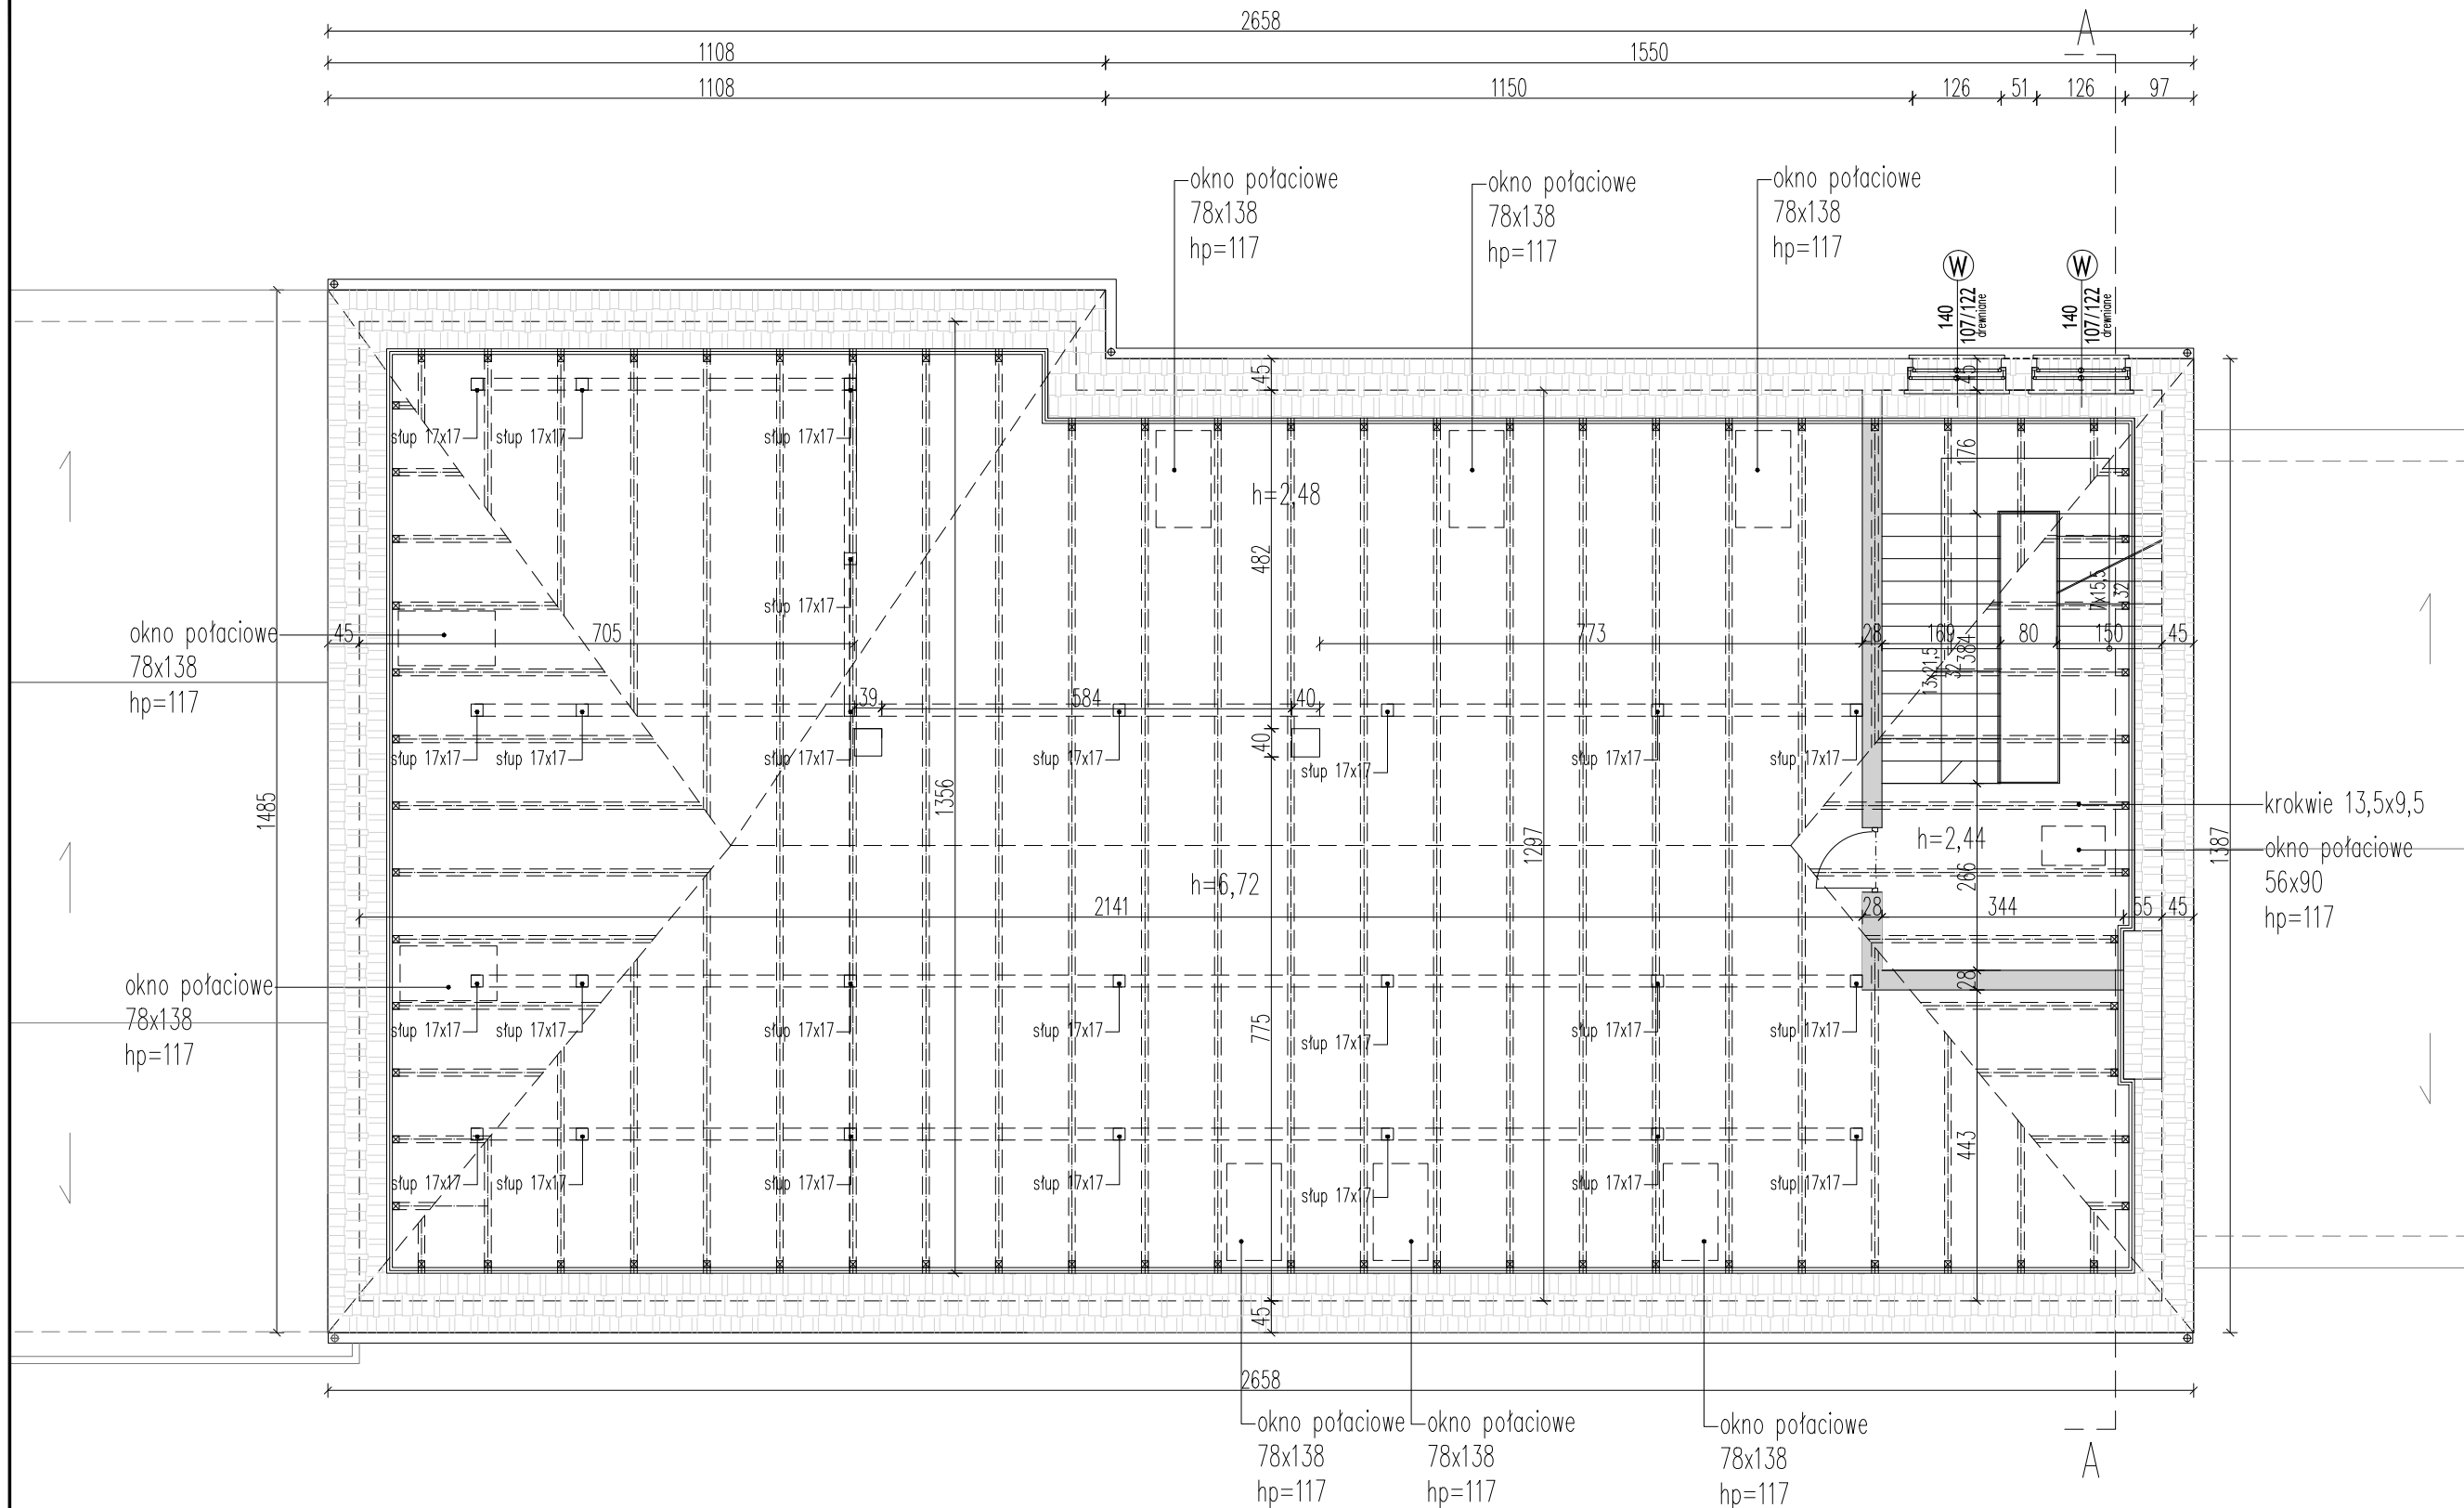 2658
A
1108
1550
1108
1150
126
51
126
97
okno połaciowe
78x138
hp=117
okno połaciowe
78x138
hp=117
okno połaciowe
78x138
hp=117
W
W
140
107/122
drewniane
140
107/122
drewniane
45
45
słup 17x17
słup 17x17
słup 17x17
176
h=2,48
482
słup 17x17
7x15,5
32
okno połaciowe
78x138
hp=117
45
705
773
28
169
80
150
45
13x21,5
32
384
39
584
40
40
słup 17x17
słup 17x17
słup 17x17
słup 17x17
słup 17x17
słup 17x17
słup 17x17
1485
1356
1297
1387
krokwie 13,5x9,5
h=2,44
okno połaciowe
56x90
hp=117
h=6,72
266
2141
28
344
55
45
okno połaciowe
78x138
hp=117
28
775
słup 17x17
słup 17x17
słup 17x17
słup 17x17
słup 17x17
słup 17x17
słup 17x17
443
słup 17x17
słup 17x17
słup 17x17
słup 17x17
słup 17x17
słup 17x17
słup 17x17
45
2658
okno połaciowe
78x138
hp=117
okno połaciowe
78x138
hp=117
okno połaciowe
78x138
hp=117
A